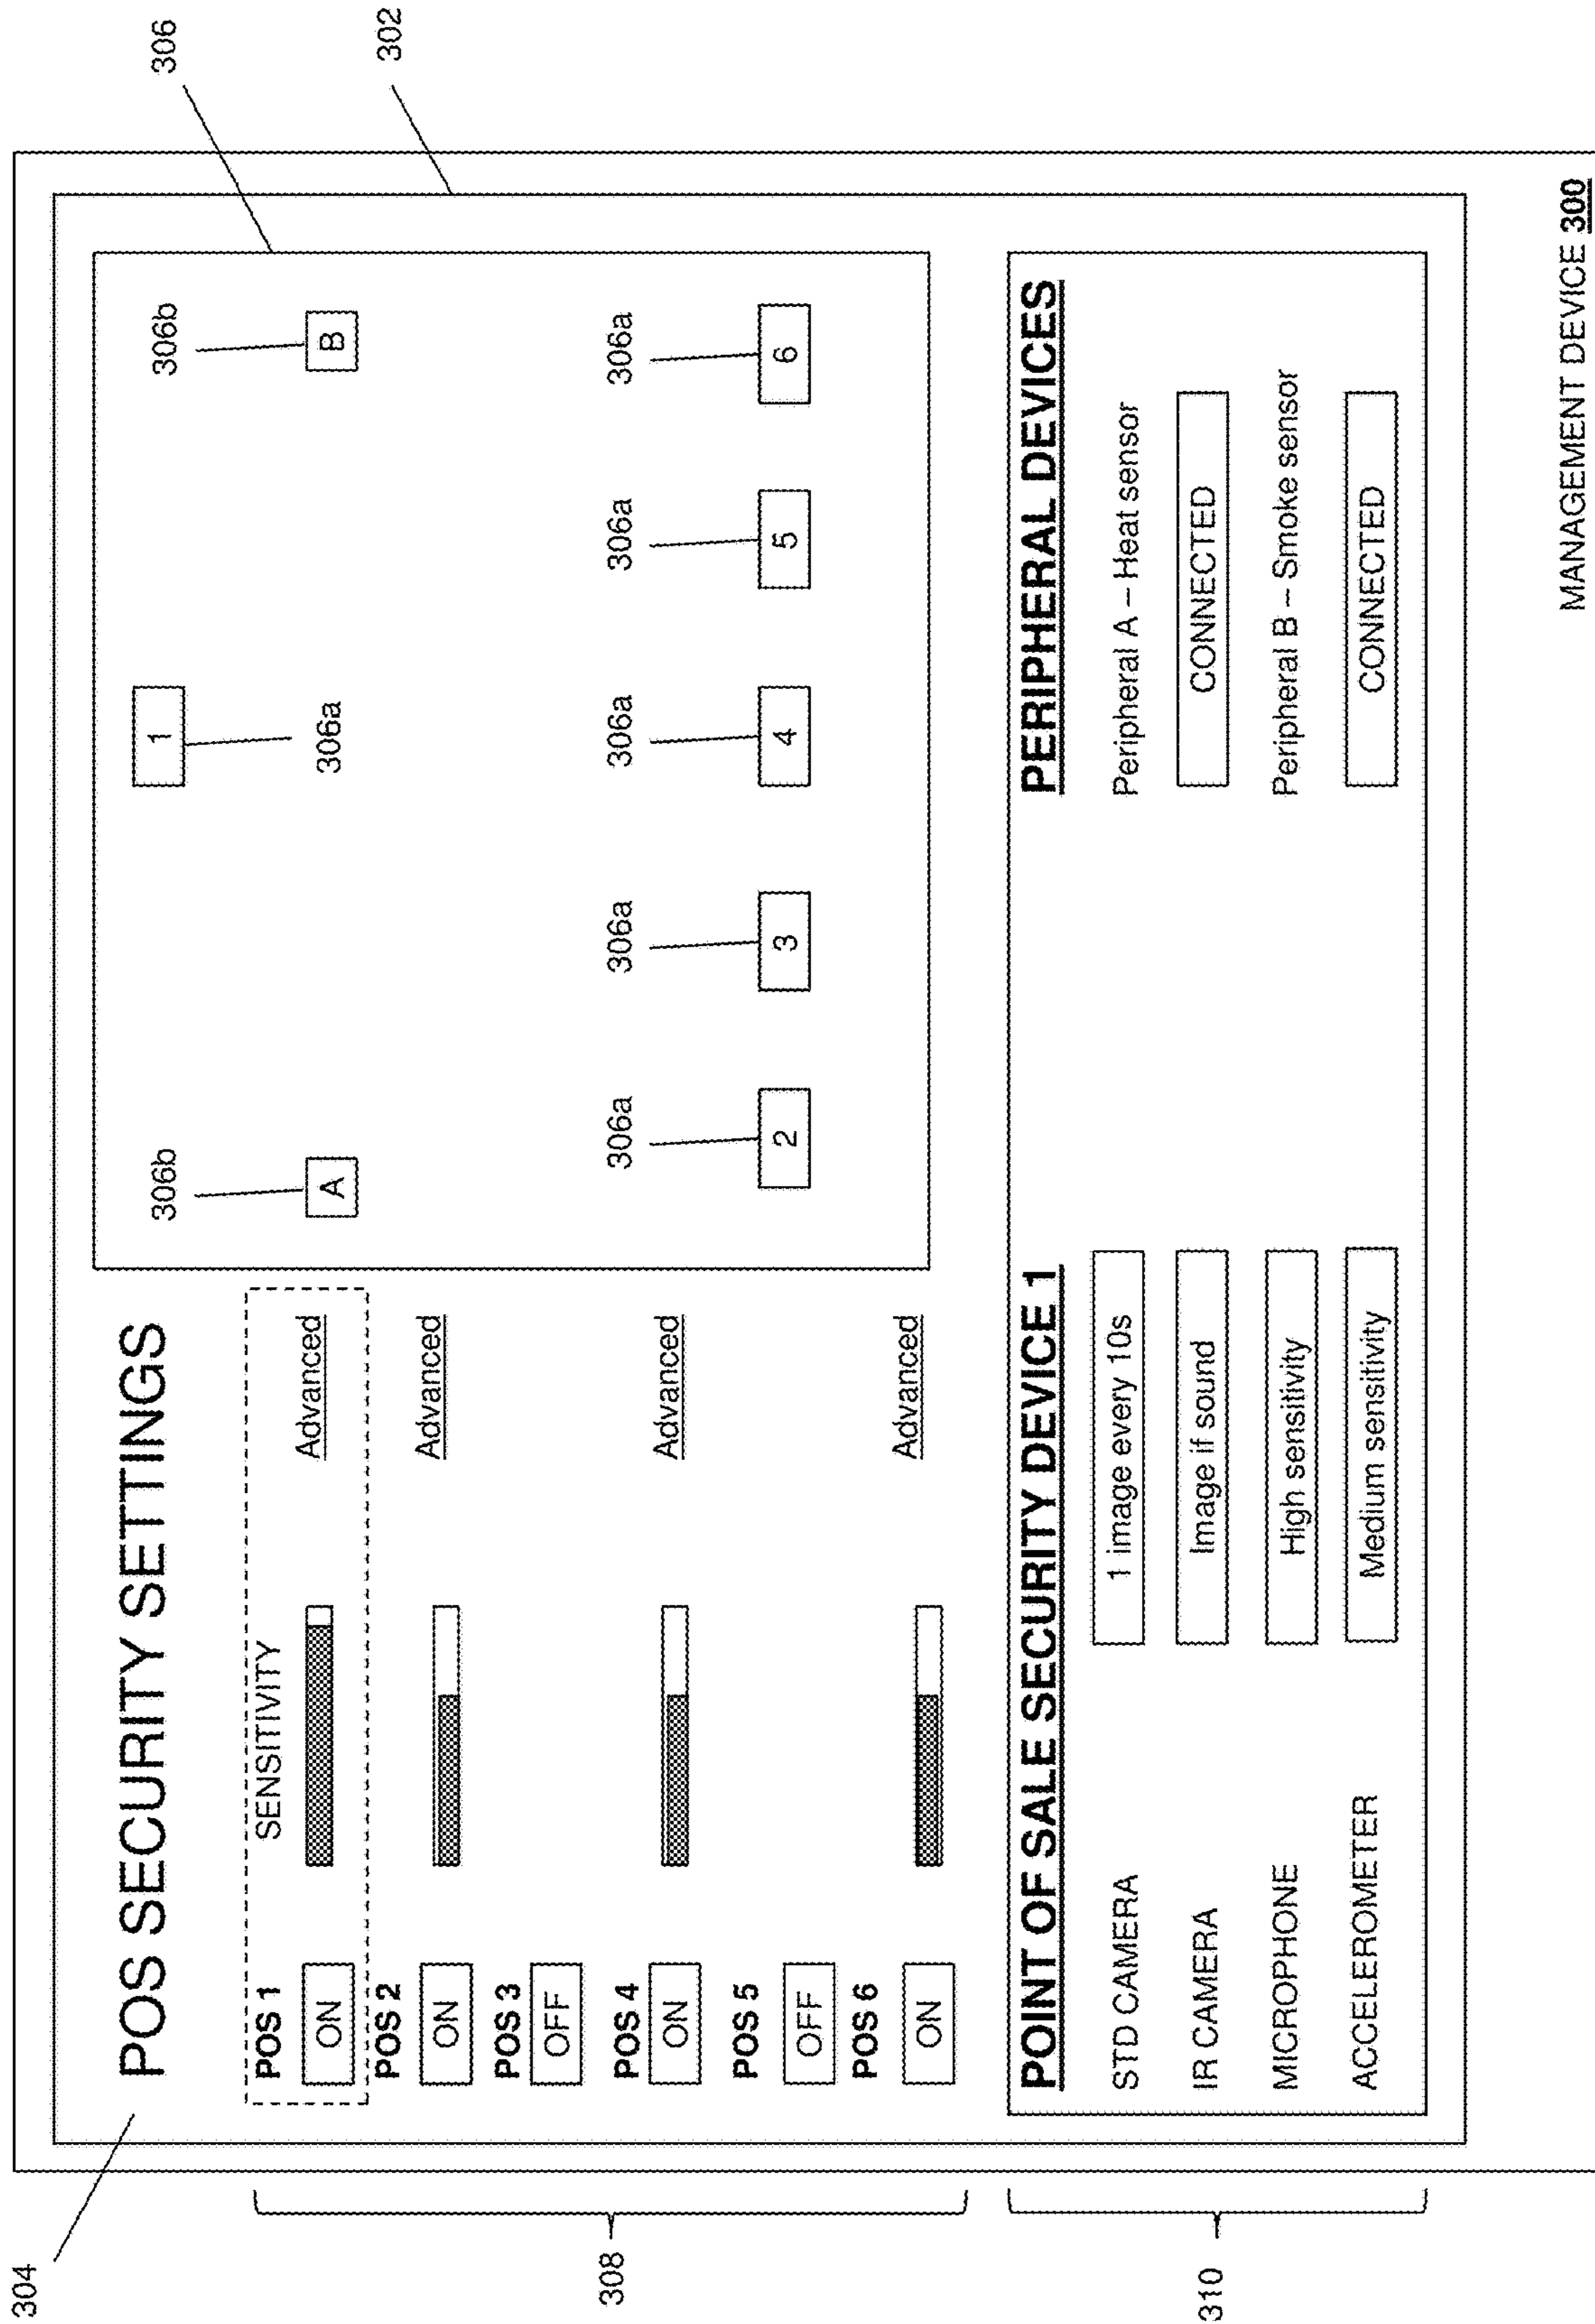 304
POS SECURITY SETTINGS
306
302
308
POS 1
SENSITIVITY
ON
Advanced
POS 2
ON
Advanced
POS 3
OFF
POS 4
ON
Advanced
POS 5
OFF
POS 6
ON
Advanced
1
306a
306b
306b
A
B
306a
306a
306a
306a
306a
2
3
4
5
6
310
POINT OF SALE SECURITY DEVICE 1
STD CAMERA
1 image every 10s
IR CAMERA
Image if sound
MICROPHONE
High sensitivity
ACCELEROMETER
Medium sensitivity
PERIPHERAL DEVICES
Peripheral A – Heat sensor
CONNECTED
Peripheral B – Smoke sensor
CONNECTED
MANAGEMENT DEVICE 300